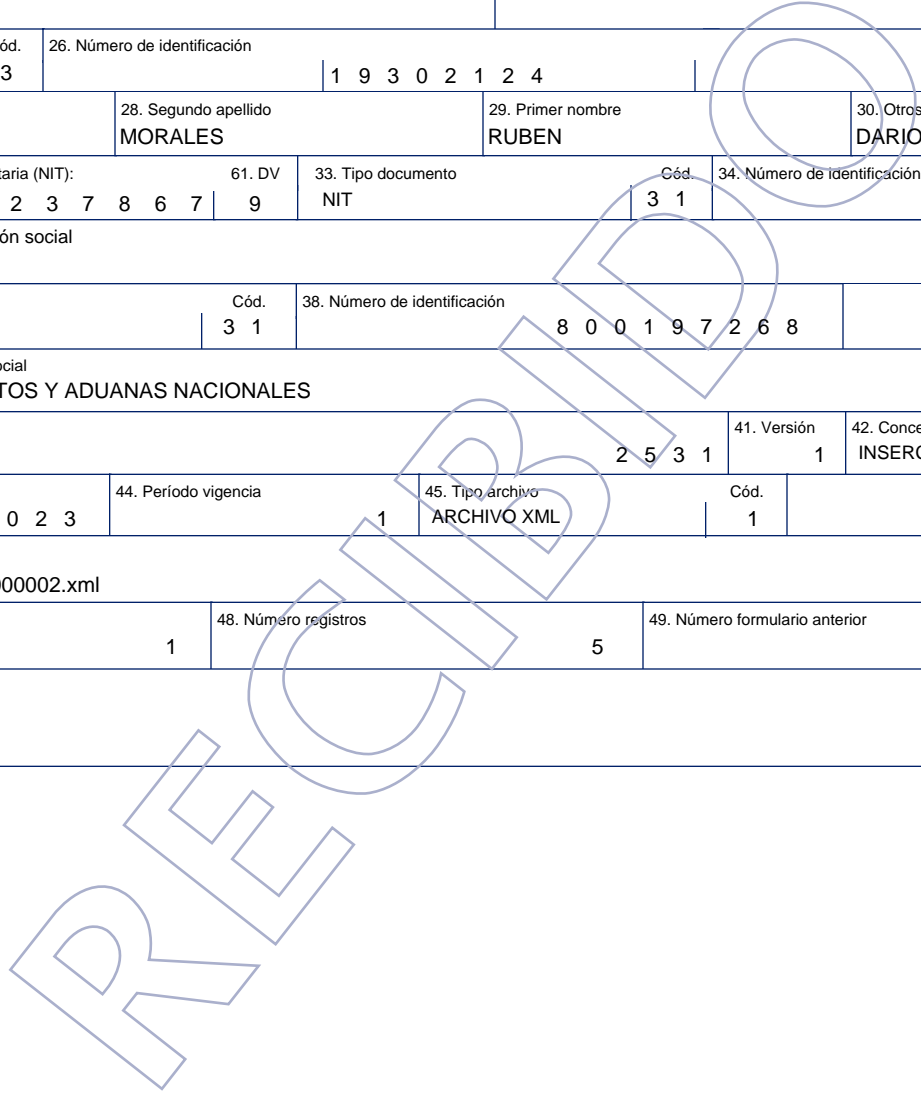 ód. 26. Número de identificación
3 1 9 3 0 2 1 2 4
28. Segundo apellido 29. Primer nombre 30. Otros
MORALES RUBEN DARIO
taria (NIT): 61. DV 33. Tipo documento Cód. 34. Número de identificación
2 3 7 8 6 7 9 NIT 3 1
ón social
Cód. 38. Número de identificación
3 1 8 0 0 1 9 7 2 6 8
ocial
TOS Y ADUANAS NACIONALES
41. Versión 42. Conce
2 5 3 1 1 INSERC
44. Período vigencia 45. Tipo archivo Cód.
0 2 3 1 ARCHIVO XML 1
000002.xml
48. Número registros 49. Número formulario anterior
1 5
RECIBIDO